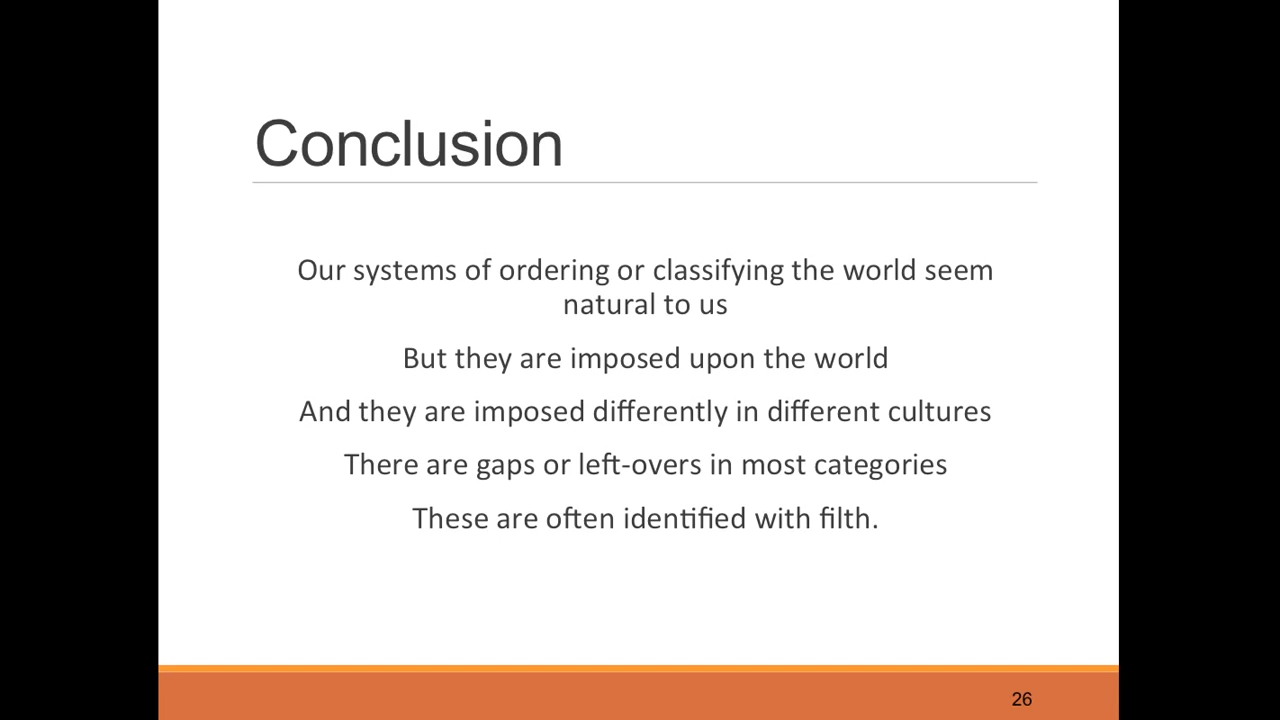 Conclusion
Our systems of ordering or classifying the world seem
natural to us
But they are imposed upon the world
And they are imposed differently in different cultures
There are gaps or left-overs in most categories
These are often identified with filth.
26